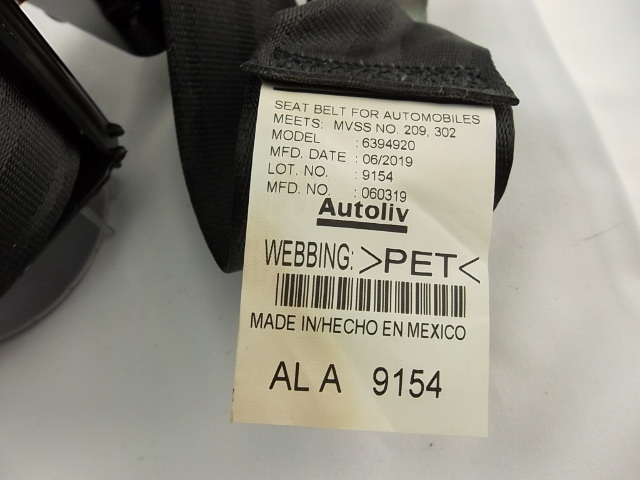 SEAT BELT FOR AUTOMOBILES
MEETS: MVSS NO. 209, 302
MODEL : 6394920
MFD. DATE : 06/2019
LOT. NO. : 9154
MFD. NO. : 060319
Autoliv
WEBBING: >PET<
MADE IN/HECHO EN MEXICO
AL A 9154